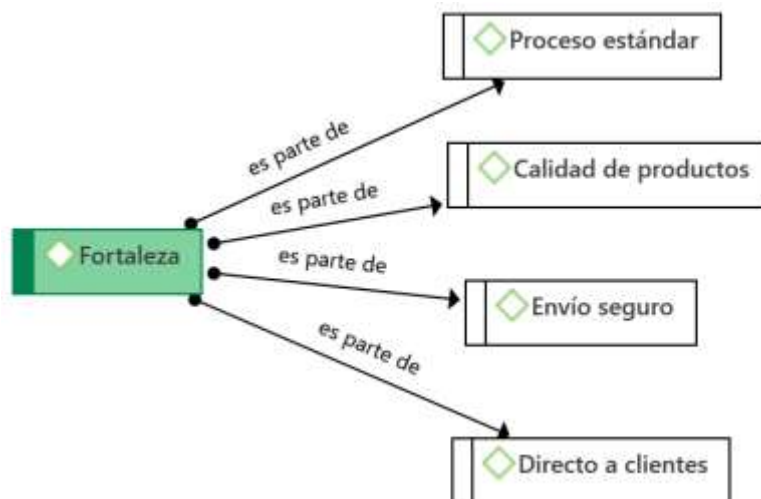 Proceso estándar
es parte de
Calidad de productos
es parte de
Fortaleza
es parte de
Envío seguro
es parte de
Directo a clientes